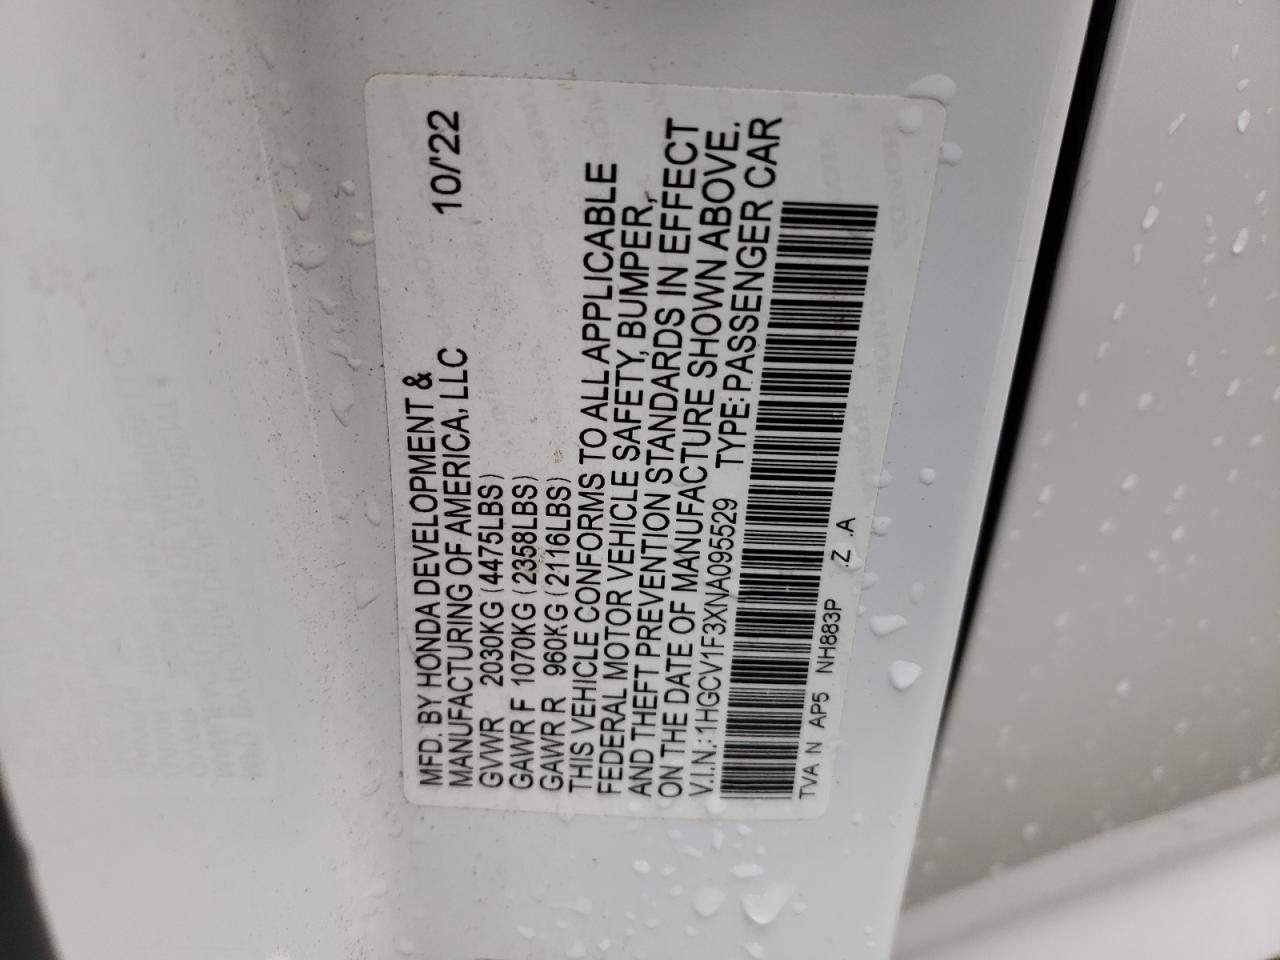 MFD. BY HONDA DEVELOPMENT &
MANUFACTURING OF AMERICA, LLC 10/'22
GVWR 2030KG (4475LBS)
GAWR F 1070KG (2358LBS)
GAWR R 960KG (2116LBS)
THIS VEHICLE CONFORMS TO ALL APPLICABLE
FEDERAL MOTOR VEHICLE SAFETY, BUMPER,
AND THEFT PREVENTION STANDARDS IN EFFECT
ON THE DATE OF MANUFACTURE SHOWN ABOVE.
V.I.N.:1HGCV1F3XNA095529 TYPE:PASSENGER CAR
TVA N AP5 NH883P .Z .A